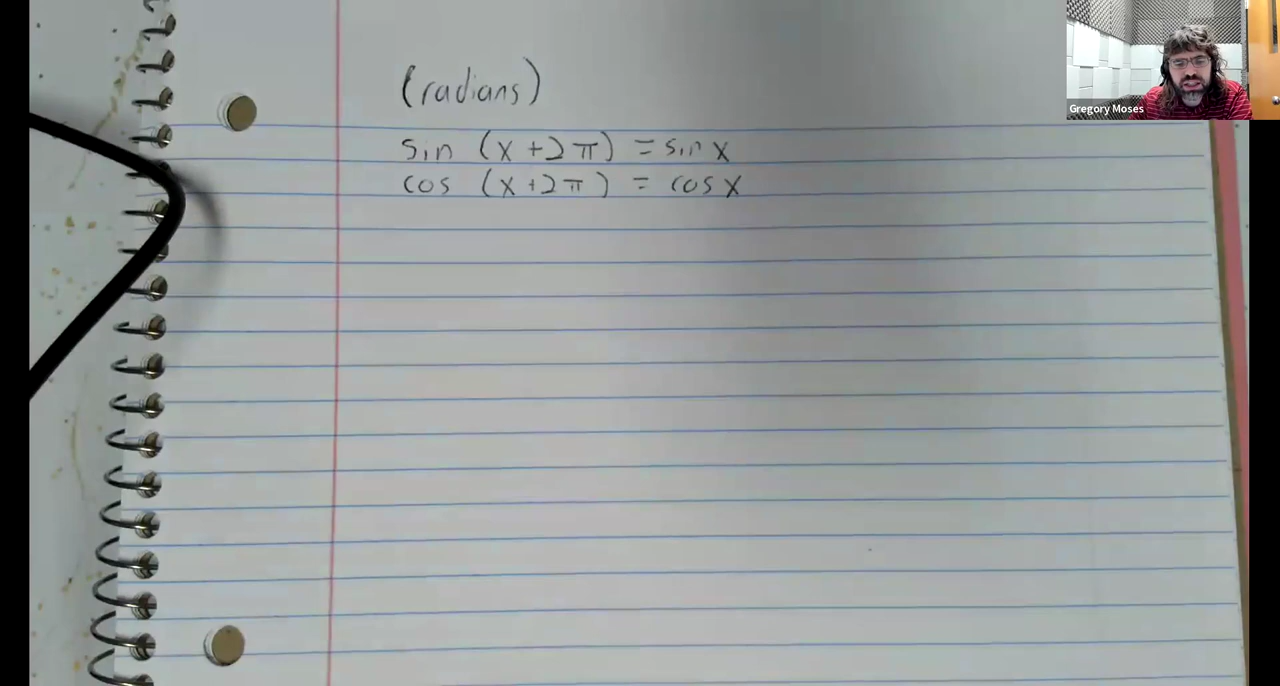 Gregory Moses
(radians)
sin (x+2π) = sin x
cos (x+2π) = cos x